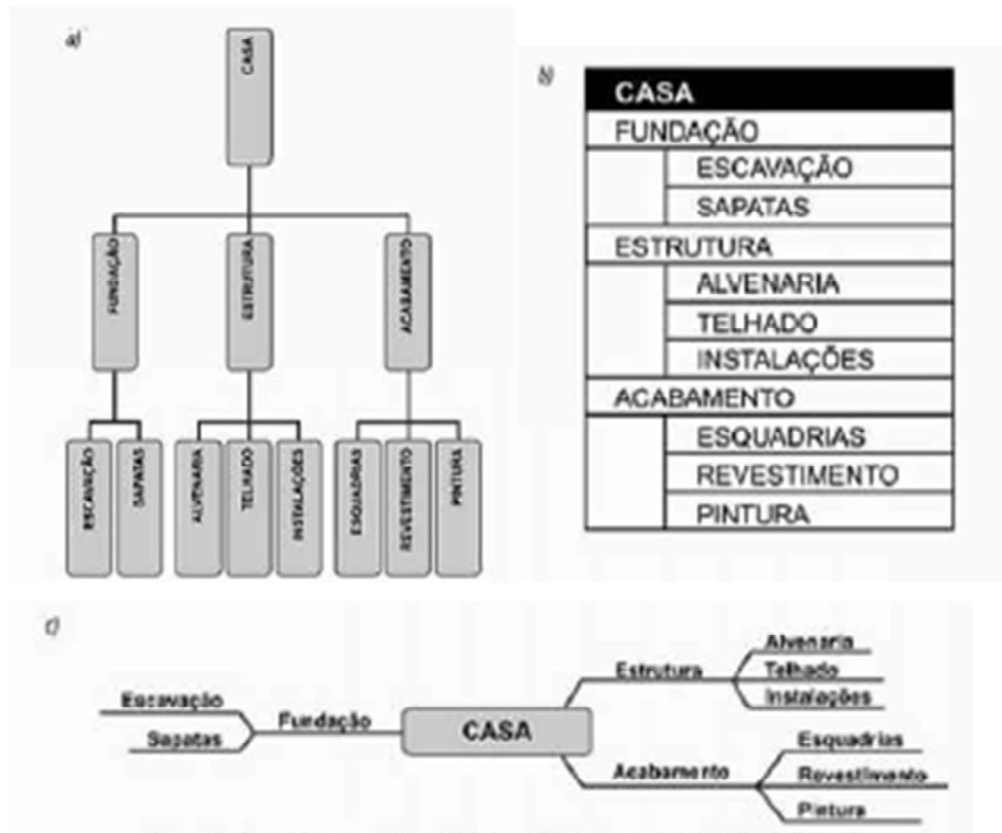 a)
CASA
FUNDAÇÃO
ESTRUTURA
ACABAMENTO
ESCAVAÇÃO
SAPATAS
ALVENARIA
TELHADO
INSTALAÇÕES
ESQUADRIAS
REVESTIMENTO
PINTURA
b)
CASA
FUNDAÇÃO
ESCAVAÇÃO
SAPATAS
ESTRUTURA
ALVENARIA
TELHADO
INSTALAÇÕES
ACABAMENTO
ESQUADRIAS
REVESTIMENTO
PINTURA
c)
Escavação
Sapatas
Fundação
CASA
Estrutura
Alvenaria
Telhado
Instalações
Acabamento
Esquadrias
Revestimento
Pintura